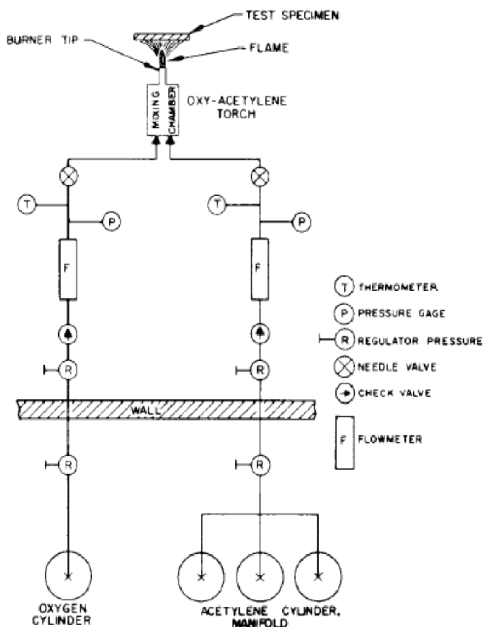 TEST SPECIMEN
BURNER TIP
FLAME
MIXING
CHAMBER
OXY-ACETYLENE
TORCH
T
P
T
P
F
F
T THERMOMETER
P PRESSURE GAGE
R REGULATOR PRESSURE
NEEDLE VALVE
CHECK VALVE
F FLOWMETER
R
R
WALL
R
R
OXYGEN
CYLINDER
ACETYLENE CYLINDER,
MANIFOLD